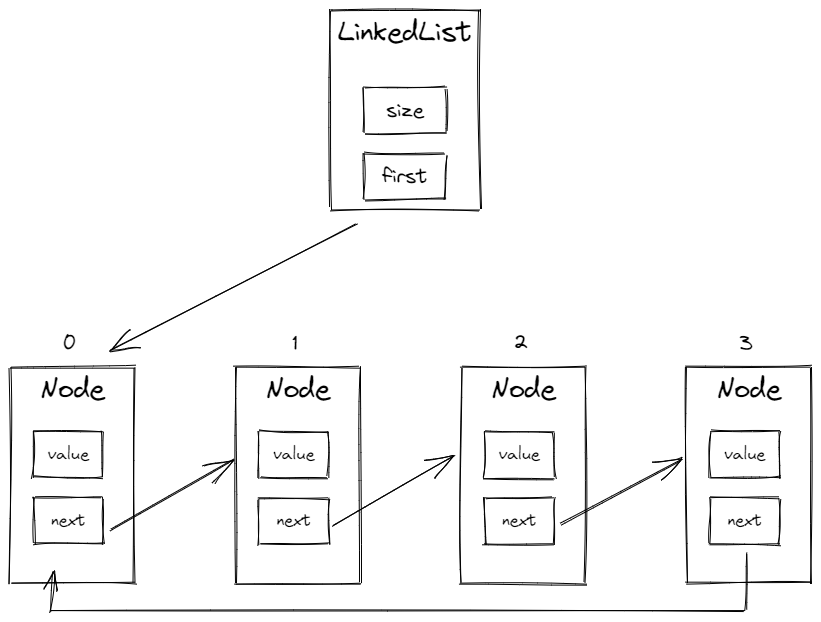 LinkedList
size
first
0
1
2
3
Node
Node
Node
Node
value
value
value
value
next
next
next
next